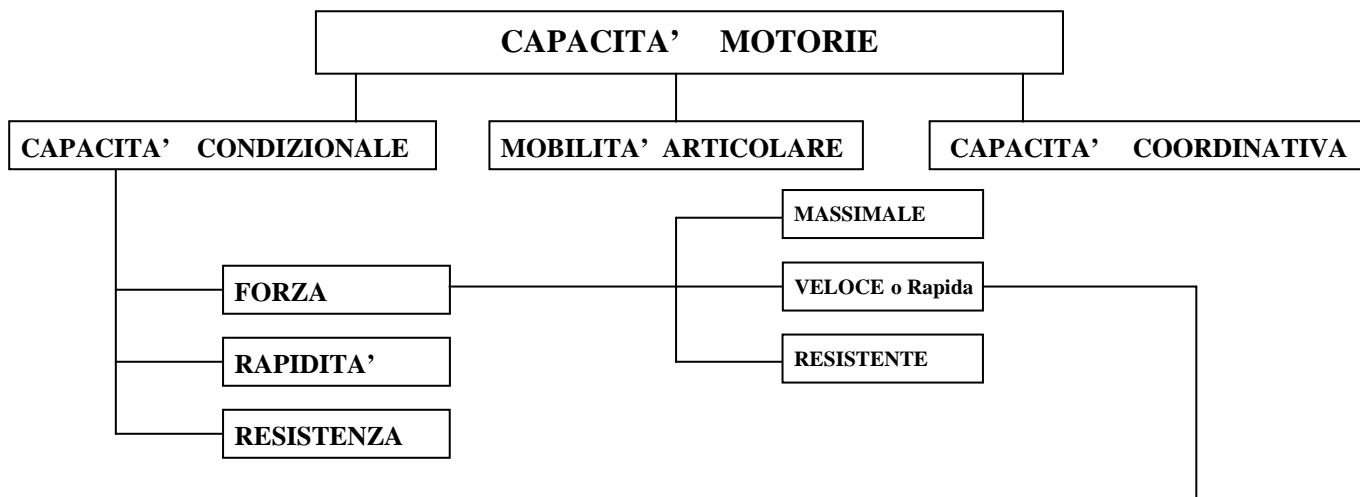 CAPACITA’ MOTORIE
CAPACITA’ CONDIZIONALE
MOBILITA’ ARTICOLARE
CAPACITA’ COORDINATIVA
MASSIMALE
FORZA
VELOCE o Rapida
RAPIDITA’
RESISTENTE
RESISTENZA